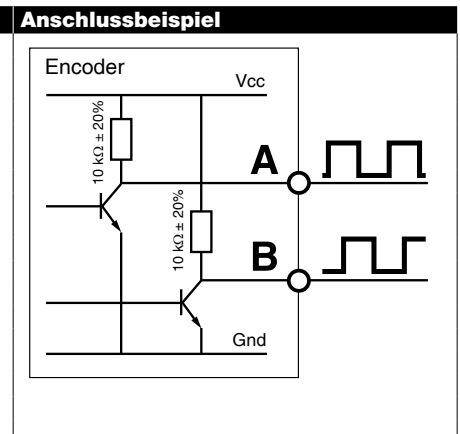 Anschlussbeispiel
Encoder
Vcc
10 kΩ ± 20%
A
10 kΩ ± 20%
B
Gnd